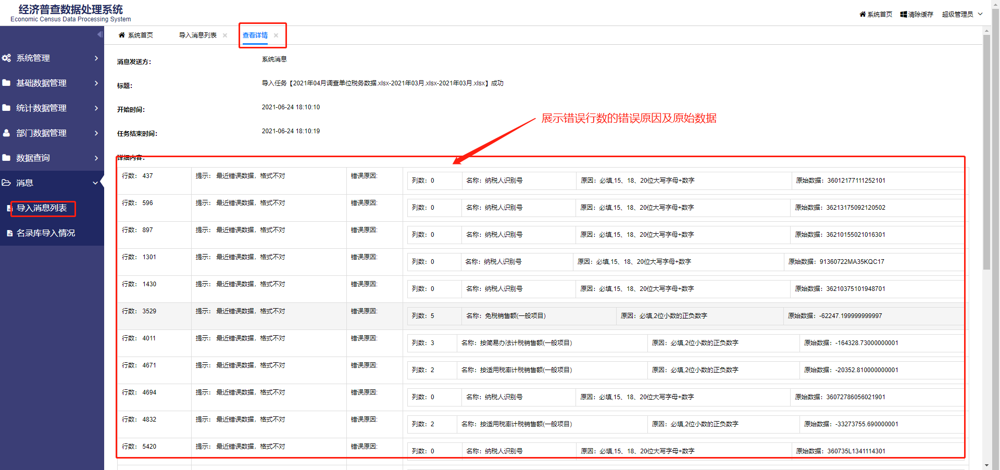 经济普查数据处理系统
Economic Census Data Processing System
系统首页 清除缓存 超级管理员
系统首页 导入消息列表 查看详情
系统管理
基础数据管理
统计数据管理
部门数据管理
数据查询
消息
导入消息列表
名录库导入情况
消息发送方: 系统消息
标题: 导入任务【2021年04月调查单位税务数据.xlsx-2021年03月.xlsx-2021年03月.xlsx】成功
开始时间: 2021-06-24 18:10:10
任务结束时间: 2021-06-24 18:10:19
展示错误行数的错误原因及原始数据
详细内容:
行数: 437 提示: 最近错误数据, 格式不对 错误原因: 列数: 0 名称: 纳税人识别号 原因: 必填,15、18、20位大写字母+数字 原始数据: 36012177111252101
行数: 596 提示: 最近错误数据, 格式不对 错误原因: 列数: 0 名称: 纳税人识别号 原因: 必填,15、18、20位大写字母+数字 原始数据: 36213175092120502
行数: 897 提示: 最近错误数据, 格式不对 错误原因: 列数: 0 名称: 纳税人识别号 原因: 必填,15、18、20位大写字母+数字 原始数据: 36210155021016301
行数: 1301 提示: 最近错误数据, 格式不对 错误原因: 列数: 0 名称: 纳税人识别号 原因: 必填,15、18、20位大写字母+数字 原始数据: 91360722MA35KQC17
行数: 1430 提示: 最近错误数据, 格式不对 错误原因: 列数: 0 名称: 纳税人识别号 原因: 必填,15、18、20位大写字母+数字 原始数据: 36210375101948701
行数: 3529 提示: 最近错误数据, 格式不对 错误原因: 列数: 5 名称: 免税销售额(一般项目) 原因: 必填,2位小数的正负数字 原始数据: -62247.199999999997
行数: 4011 提示: 最近错误数据, 格式不对 错误原因: 列数: 3 名称: 按简易办法计税销售额(一般项目) 原因: 必填,2位小数的正负数字 原始数据: -164328.73000000001
行数: 4671 提示: 最近错误数据, 格式不对 错误原因: 列数: 2 名称: 按适用税率计税销售额(一般项目) 原因: 必填,2位小数的正负数字 原始数据: -20352.810000000001
行数: 4694 提示: 最近错误数据, 格式不对 错误原因: 列数: 0 名称: 纳税人识别号 原因: 必填,15、18、20位大写字母+数字 原始数据: 36072786056021901
行数: 4832 提示: 最近错误数据, 格式不对 错误原因: 列数: 2 名称: 按适用税率计税销售额(一般项目) 原因: 必填,2位小数的正负数字 原始数据: -33273755.690000001
行数: 5420 提示: 最近错误数据, 格式不对 错误原因: 列数: 0 名称: 纳税人识别号 原因: 必填,15、18、20位大写字母+数字 原始数据: 360735L1341114301